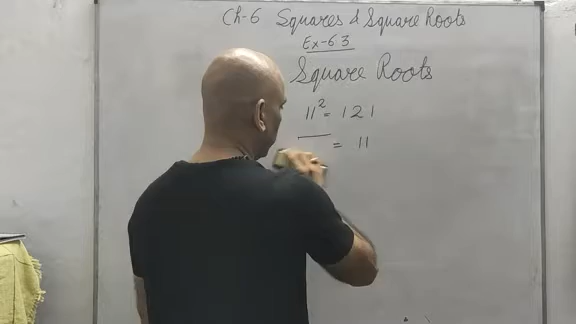 Ch-6 Squares & Square Roots
Ex-6.3
Square Roots
11² = 121
= 11